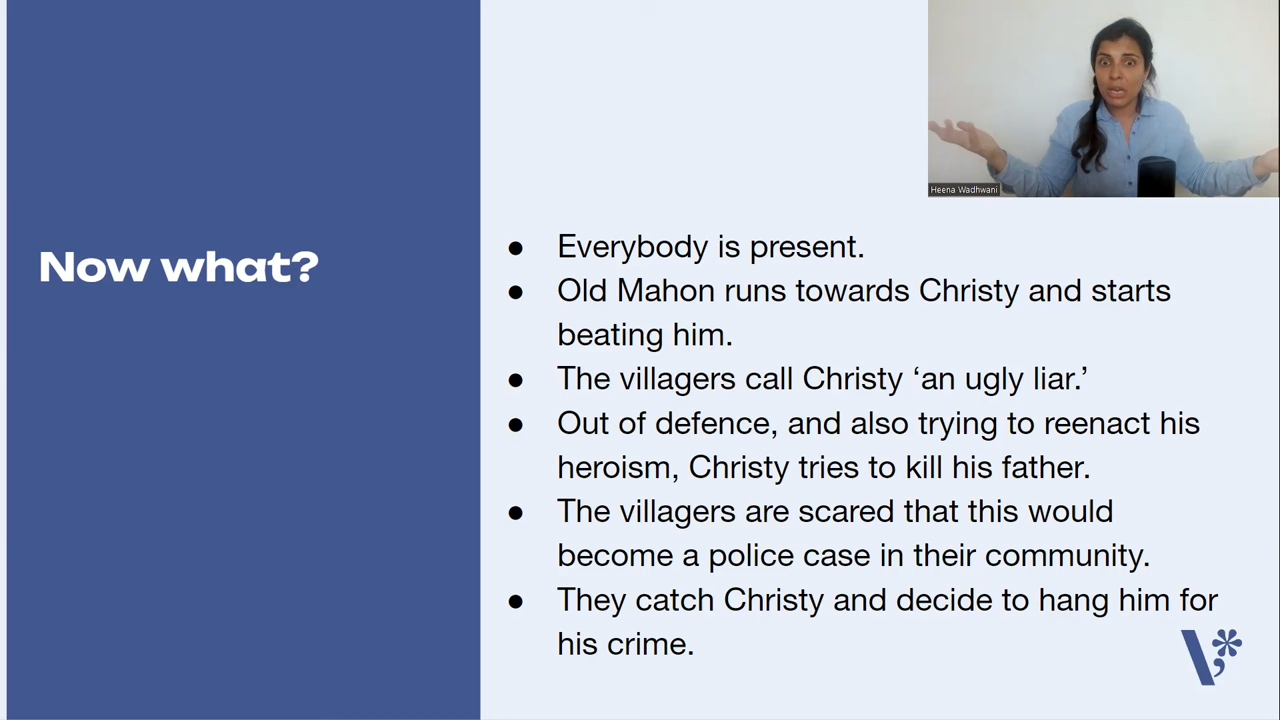 Heena Wadhwani
Now what?
● Everybody is present.
● Old Mahon runs towards Christy and starts
beating him.
● The villagers call Christy ‘an ugly liar.’
● Out of defence, and also trying to reenact his
heroism, Christy tries to kill his father.
● The villagers are scared that this would
become a police case in their community.
● They catch Christy and decide to hang him for
his crime.